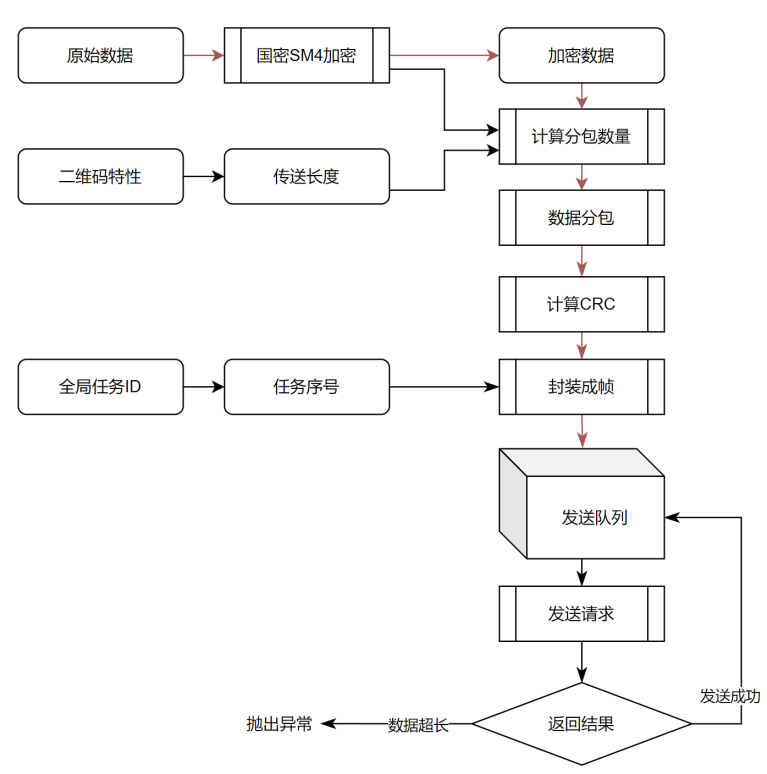 原始数据
国密SM4加密
加密数据
计算分包数量
二维码特性
传送长度
数据分包
计算CRC
全局任务ID
任务序号
封装成帧
发送队列
发送请求
发送成功
抛出异常
数据超长
返回结果